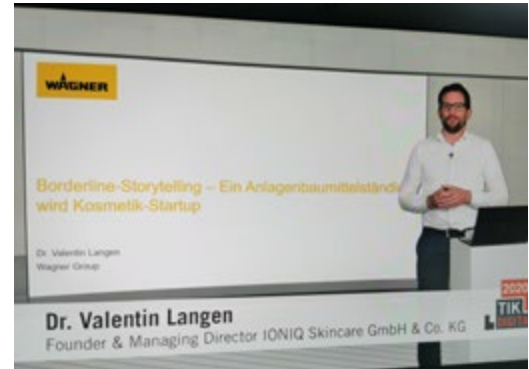 WAGNER
Borderline-Storytelling – Ein Anlagenbaumittelständler
wird Kosmetik-Startup
Dr. Valentin Langen
Wagner Group
Dr. Valentin Langen
Founder & Managing Director IONIQ Skincare GmbH & Co. KG
2020
TIK
DIGITAL